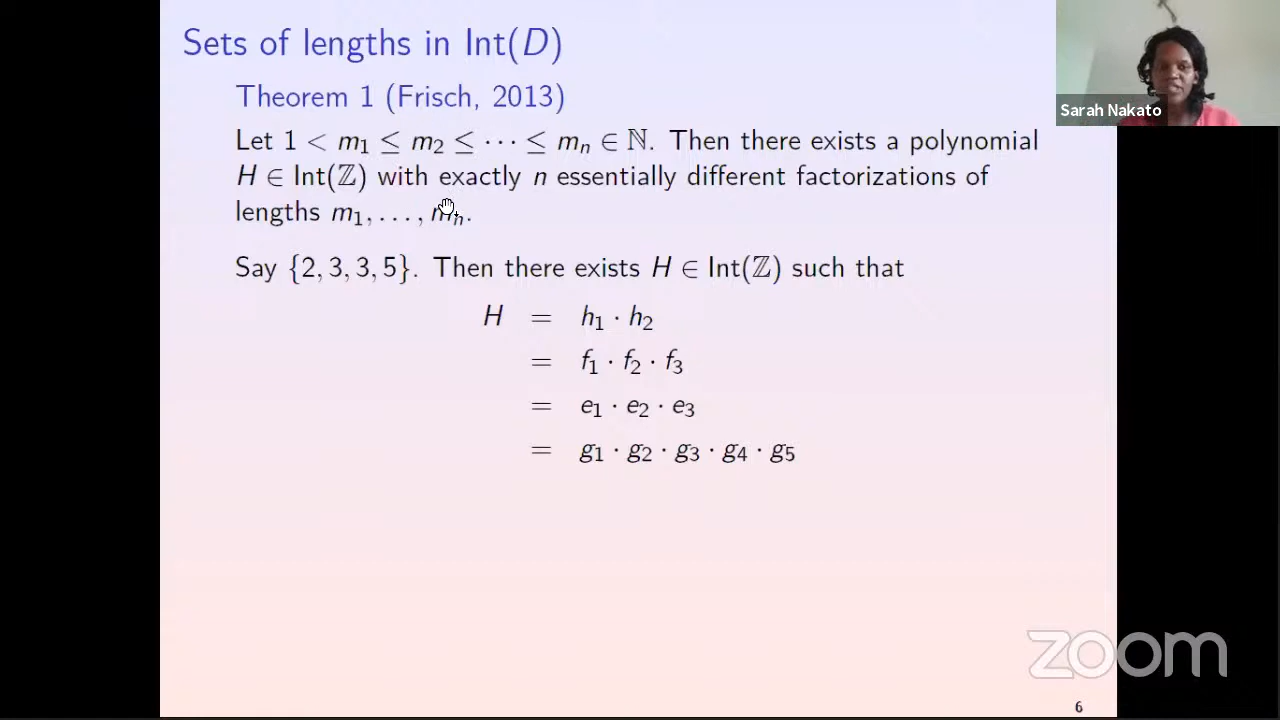 Sets of lengths in Int(D)
Theorem 1 (Frisch, 2013)
Let 1 < m₁ ≤ m₂ ≤ ⋯ ≤ mₙ ∈ ℕ. Then there exists a polynomial
H ∈ Int(ℤ) with exactly n essentially different factorizations of
lengths m₁, . . . , mₙ.
Say {2, 3, 3, 5}. Then there exists H ∈ Int(ℤ) such that
H = h₁ · h₂
= f₁ · f₂ · f₃
= e₁ · e₂ · e₃
= g₁ · g₂ · g₃ · g₄ · g₅
Sarah Nakato
zoom
6